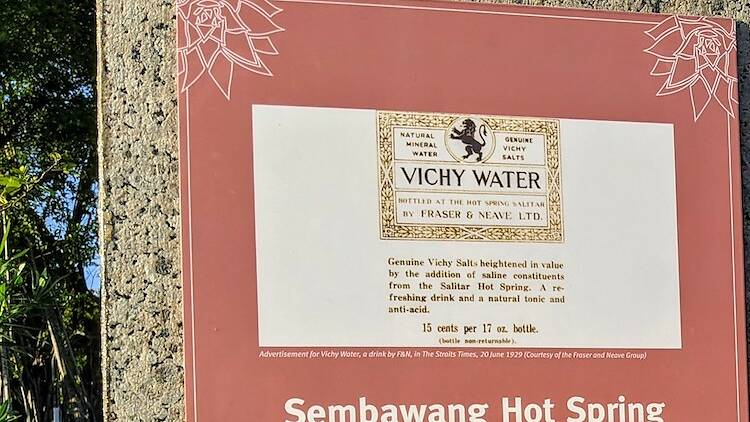 NATURAL MINERAL WATER
GENUINE VICHY SALTS
VICHY WATER
BOTTLED AT THE HOT SPRING SALITAR
BY FRASER & NEAVE LTD.
Genuine Vichy Salts heightened in value
by the addition of saline constituents
from the Salitar Hot Spring. A re-
freshing drink and a natural tonic and
anti-acid.
15 cents per 17 oz. bottle.
(bottle non-returnable).
Advertisement for Vichy Water, a drink by F&N, in The Straits Times, 20 June 1929 (Courtesy of the Fraser and Neave Group)
Sembawang Hot Spring